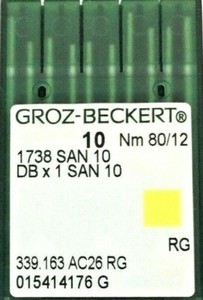 GROZ-BECKERT®
10 Nm 80/12
1738 SAN 10
DB x 1 SAN 10
RG
339.163 AC26 RG
015414176 G